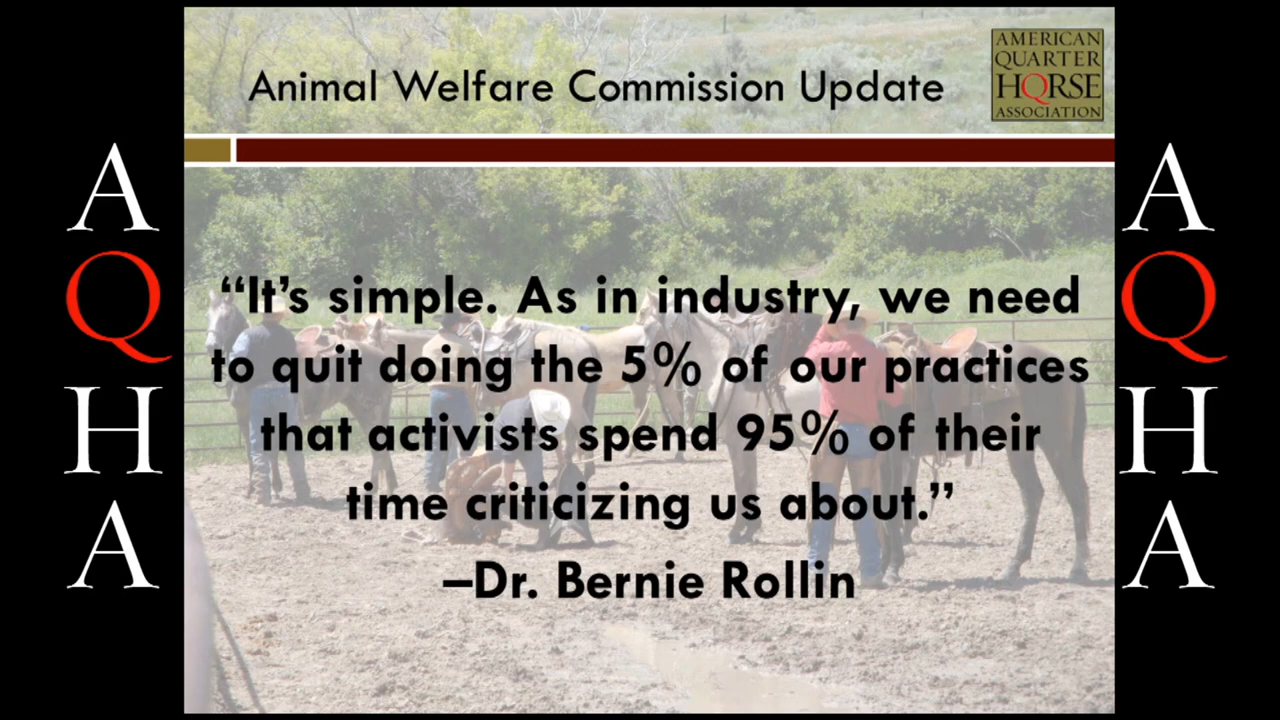 Animal Welfare Commission Update
AMERICAN
QUARTER
HQRSE
ASSOCIATION
A
Q
H
A
“It’s simple. As in industry, we need
to quit doing the 5% of our practices
that activists spend 95% of their
time criticizing us about.”
–Dr. Bernie Rollin
A
Q
H
A